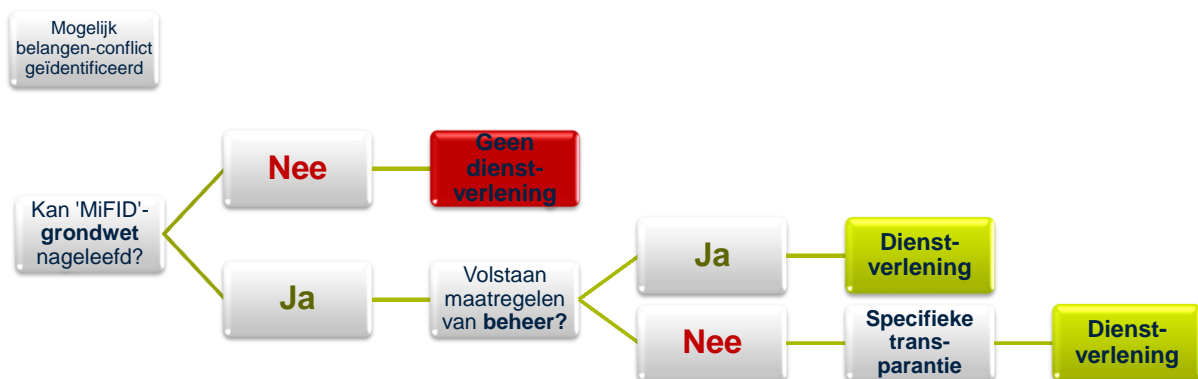 Mogelijk
belangen-conflict
geïdentificeerd
Kan 'MiFID'-
grondwet
nageleefd?
Nee
Geen
dienst-
verlening
Ja
Volstaan
maatregelen
van beheer?
Ja
Dienst-
verlening
Nee
Specifieke
trans-
parantie
Dienst-
verlening